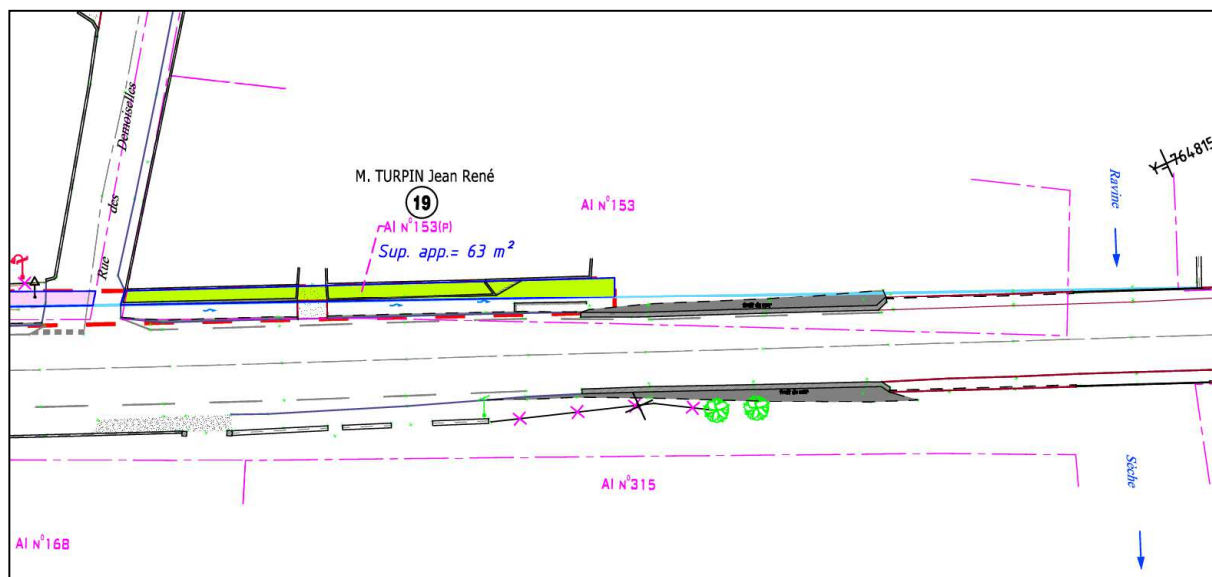 Rue des Demoiselles
M. TURPIN Jean René
19
AI N°153(P)
Sup. app.= 63 m²
AI N°153
Ravine
Y=764815
AI N°315
Sèche
AI N°168